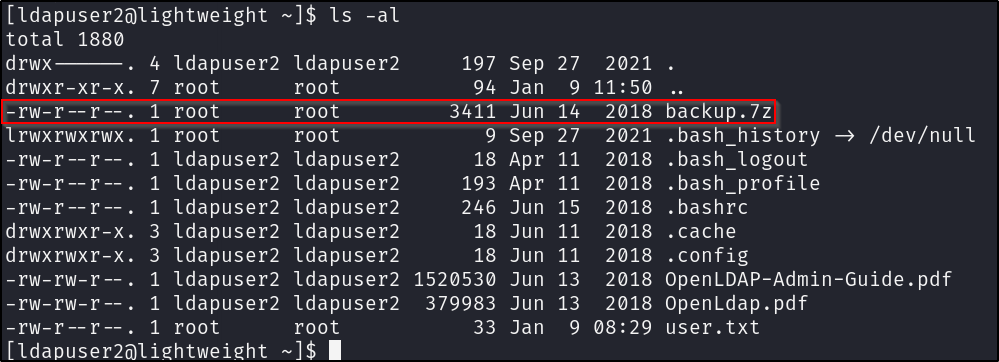 [ldapuser2@lightweight ~]$ ls -al
total 1880
drwx------. 4 ldapuser2 ldapuser2     197 Sep 27  2021 .
drwxr-xr-x. 7 root      root           94 Jan  9 11:50 ..
-rw-r--r--. 1 root      root         3411 Jun 14  2018 backup.7z
lrwxrwxrwx. 1 root      root            9 Sep 27  2021 .bash_history -> /dev/null
-rw-r--r--. 1 ldapuser2 ldapuser2      18 Apr 11  2018 .bash_logout
-rw-r--r--. 1 ldapuser2 ldapuser2     193 Apr 11  2018 .bash_profile
-rw-r--r--. 1 ldapuser2 ldapuser2     246 Jun 15  2018 .bashrc
drwxrwxr-x. 3 ldapuser2 ldapuser2      18 Jun 11  2018 .cache
drwxrwxr-x. 3 ldapuser2 ldapuser2      18 Jun 11  2018 .config
-rw-rw-r--. 1 ldapuser2 ldapuser2 1520530 Jun 13  2018 OpenLDAP-Admin-Guide.pdf
-rw-rw-r--. 1 ldapuser2 ldapuser2  379983 Jun 13  2018 OpenLdap.pdf
-rw-r--r--. 1 root      root           33 Jan  9 08:29 user.txt
[ldapuser2@lightweight ~]$